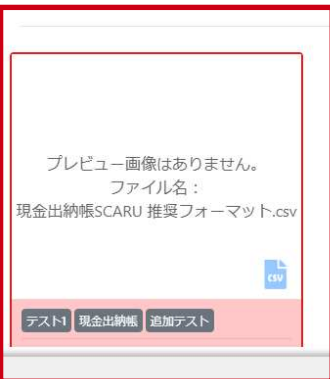 プレビュー画像はありません。
ファイル名：
現金出納帳SCARU 推奨フォーマット.csv
CSV
テスト1 現金出納帳 追加テスト